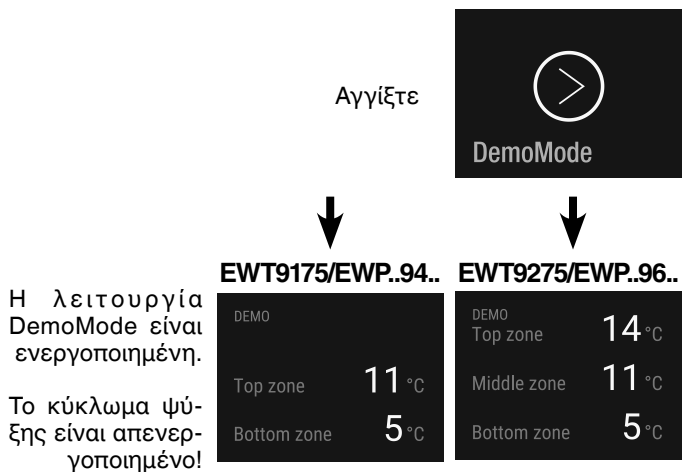 Αγγίξτε
DemoMode
EWT9175/EWP..94.. EWT9275/EWP..96..
Η λειτουργία
DemoMode είναι
ενεργοποιημένη.
Το κύκλωμα ψύ-
ξης είναι απενερ-
γοποιημένο!
DEMO
Top zone 11 °C
Bottom zone 5 °C
DEMO
Top zone 14 °C
Middle zone 11 °C
Bottom zone 5 °C